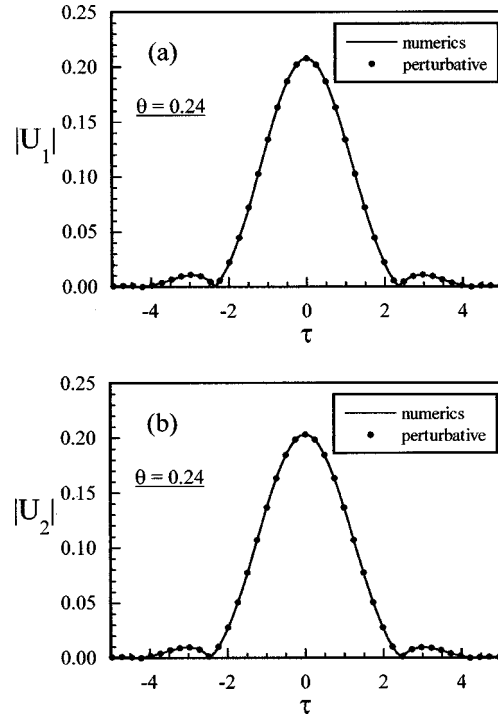 (a)
numerics
perturbative
θ = 0.24
|U1|
0.25
0.20
0.15
0.10
0.05
0.00
-4 -2 0 2 4
τ
(b)
numerics
perturbative
θ = 0.24
|U2|
0.25
0.20
0.15
0.10
0.05
0.00
-4 -2 0 2 4
τ